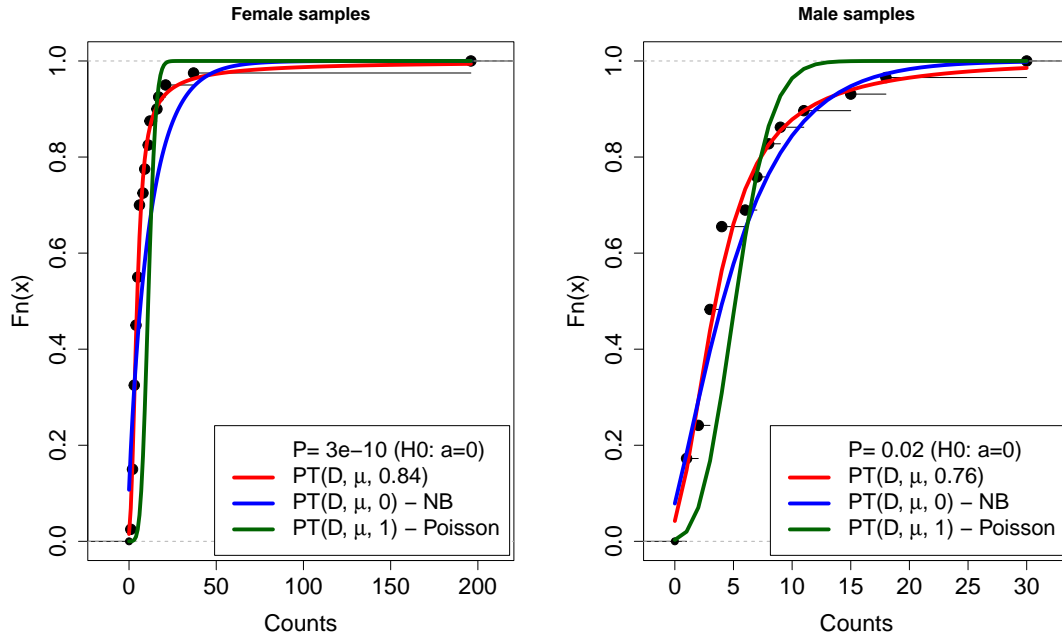 Female samples
Fn(x)
1.0
0.8
0.6
0.4
0.2
0.0
P= 3e−10 (H0: a=0)
PT(D, μ, 0.84)
PT(D, μ, 0) − NB
PT(D, μ, 1) − Poisson
0 50 100 150 200
Counts
Male samples
Fn(x)
1.0
0.8
0.6
0.4
0.2
0.0
P= 0.02 (H0: a=0)
PT(D, μ, 0.76)
PT(D, μ, 0) − NB
PT(D, μ, 1) − Poisson
0 5 10 15 20 25 30
Counts